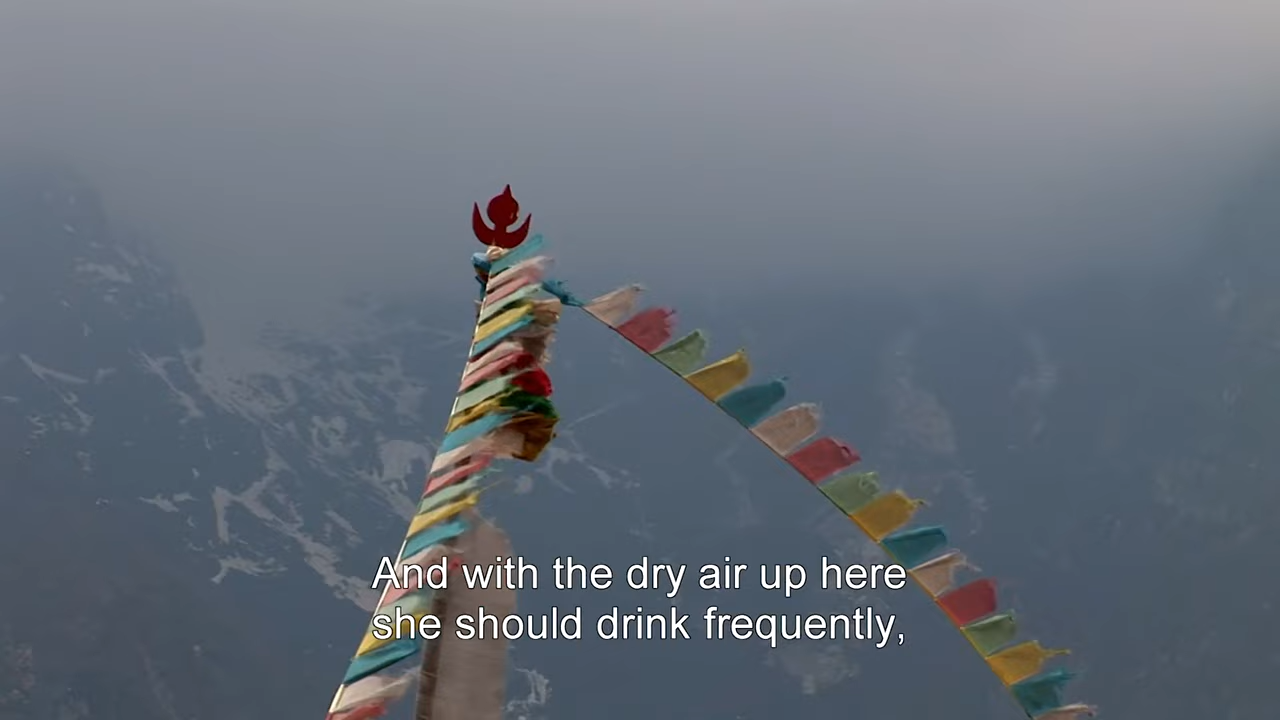 And with the dry air up here
she should drink frequently,